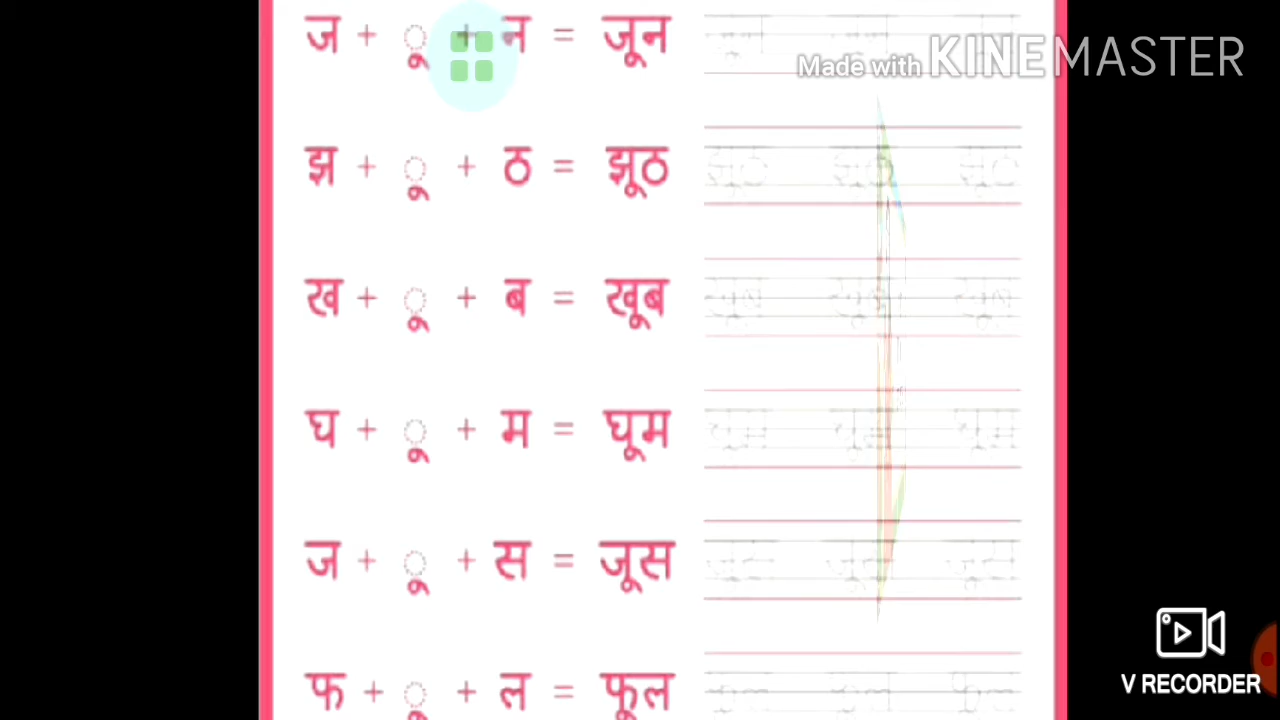 ज + ू + न = जून
Made with KINEMASTER
झ + ू + ठ = झूठ
ख + ू + ब = खूब
घ + ू + म = घूम
ज + ू + स = जूस
फ + ू + ल = फूल
V RECORDER